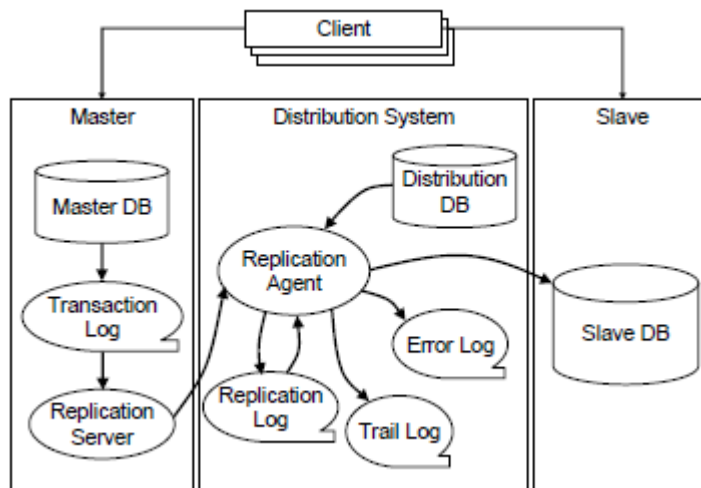 Client
Master
Distribution System
Slave
Master DB
Distribution
DB
Replication
Agent
Transaction
Log
Error Log
Slave DB
Replication
Server
Replication
Log
Trail Log